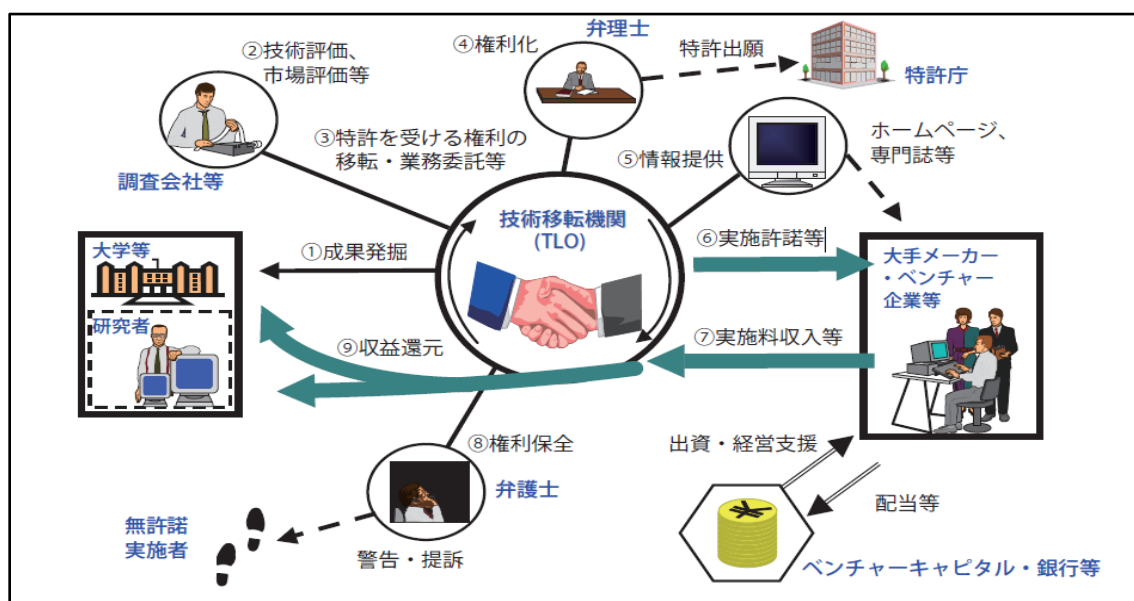 ②技術評価、
市場評価等
調査会社等
③特許を受ける権利の
移転・業務委託等
④権利化
弁理士
特許出願
特許庁
⑤情報提供
ホームページ、
専門誌等
技術移転機関
(TLO)
①成果発掘
大学等
研究者
⑥実施許諾等
大手メーカー
・ベンチャー
企業等
⑦実施料収入等
⑨収益還元
⑧権利保全
弁護士
警告・提訴
無許諾
実施者
出資・経営支援
配当等
¥
ベンチャーキャピタル・銀行等